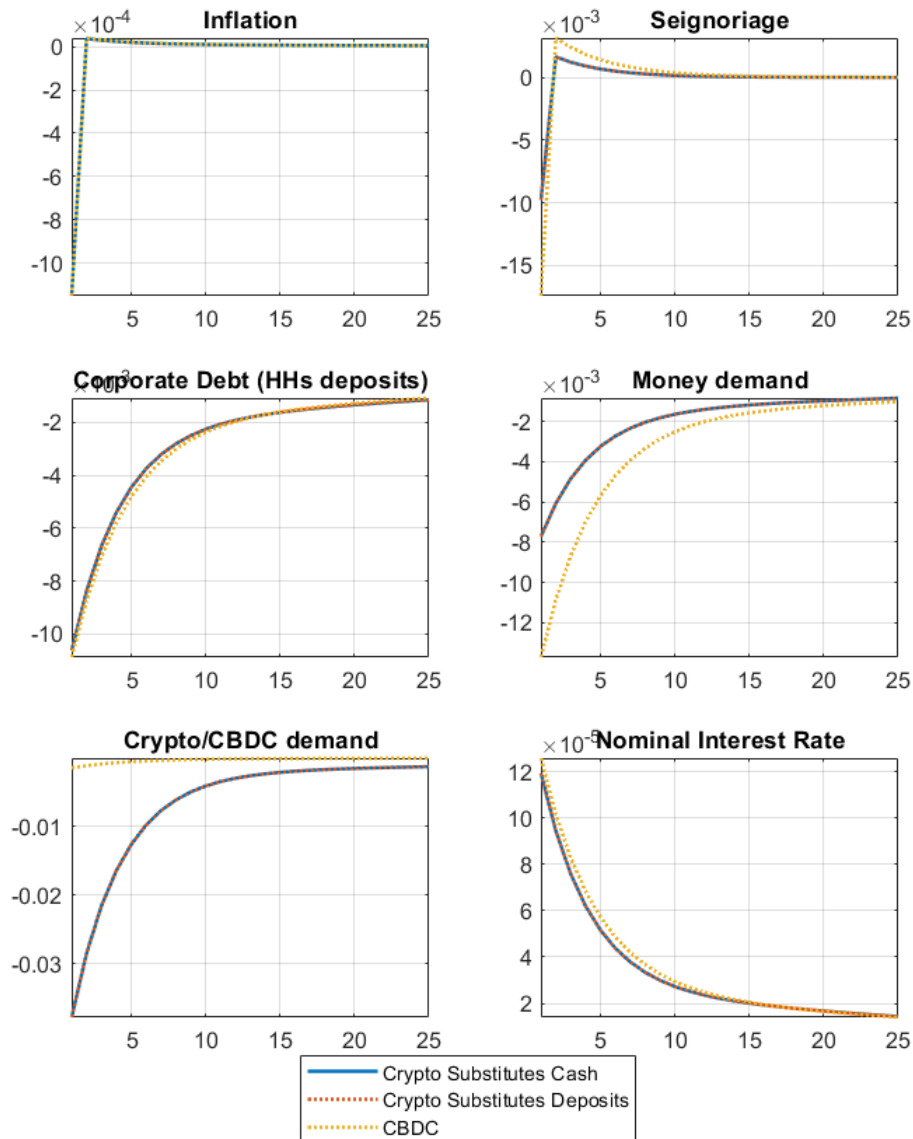 Inflation
×10⁻⁴
0
-2
-4
-6
-8
-10
5 10 15 20 25
Seignoriage
×10⁻³
0
-5
-10
-15
5 10 15 20 25
Corporate Debt (HHs deposits)
×10⁻³
-2
-4
-6
-8
-10
5 10 15 20 25
Money demand
×10⁻³
-2
-4
-6
-8
-10
-12
5 10 15 20 25
Crypto/CBDC demand
-0.01
-0.02
-0.03
5 10 15 20 25
Nominal Interest Rate
×10⁻⁵
12
10
8
6
4
2
5 10 15 20 25
Crypto Substitutes Cash
Crypto Substitutes Deposits
CBDC